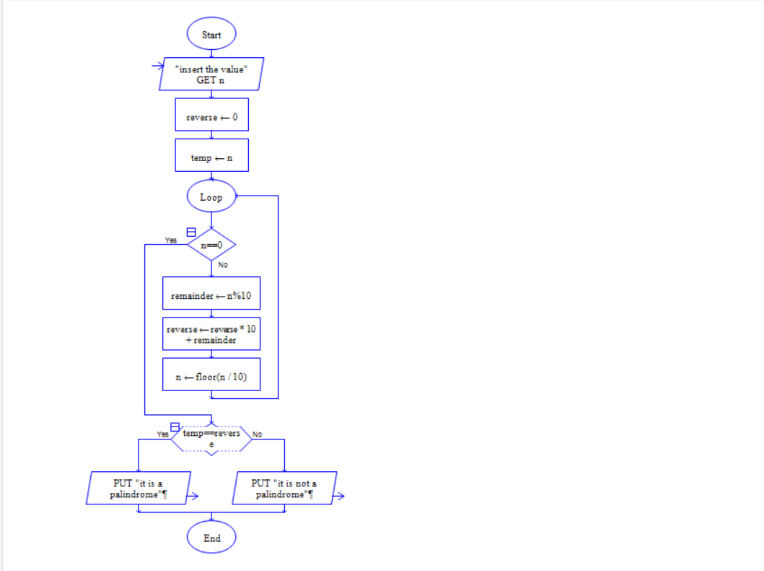 Start
"insert the value"
GET n
reverse ← 0
temp ← n
Loop
Yes
n==0
No
remainder ← n%10
reverse ← reverse * 10
+ remainder
n ← floor(n / 10)
Yes
temp==revers
e
No
PUT "it is a
palindrome"¶
PUT "it is not a
palindrome"¶
End